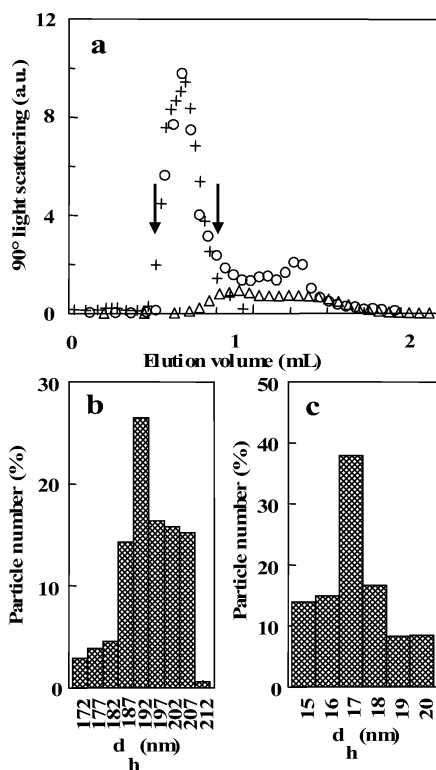 a
90° light scattering (a.u.)
12
8
4
0
0 1 2
Elution volume (mL)
b
Particle number (%)
30
20
10
0
172 177 182 187 192 197 202 207 212
d h (nm)
c
Particle number (%)
50
40
30
20
10
0
15 16 17 18 19 20
d h (nm)